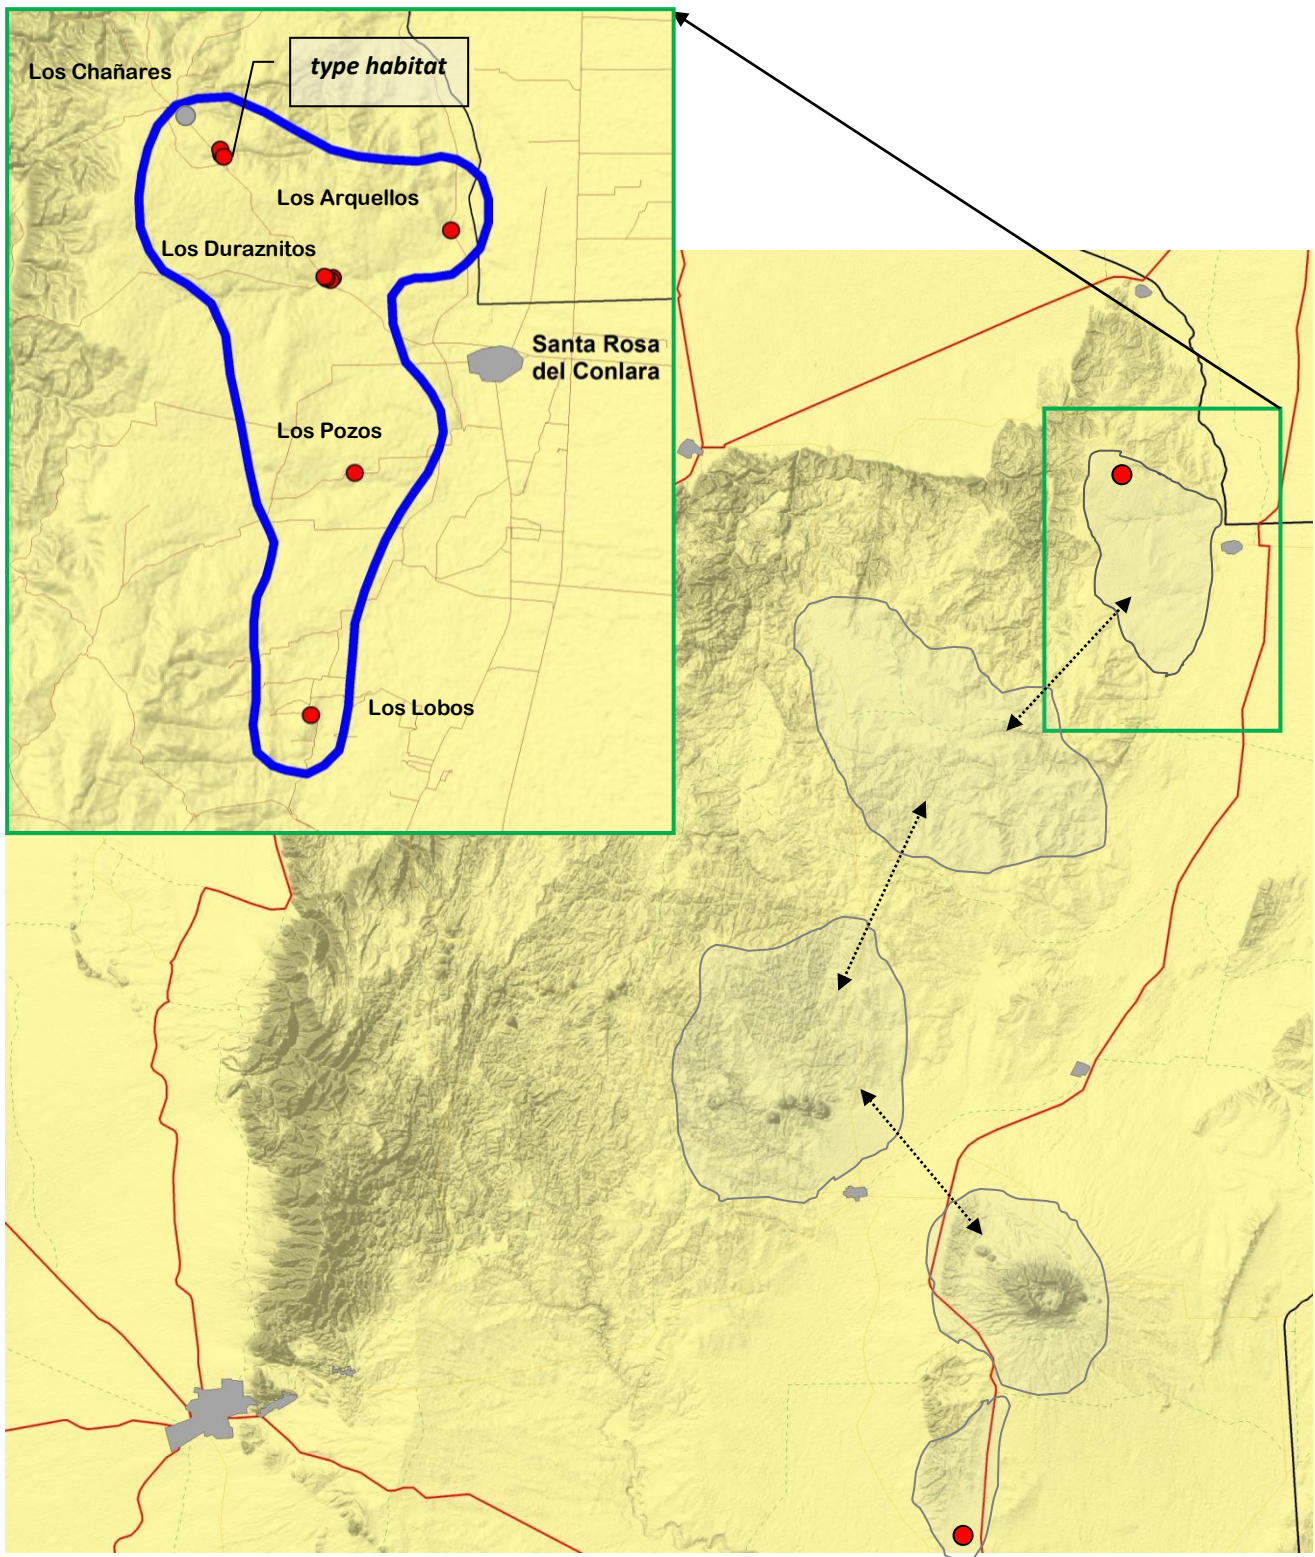 type habitat
Los Chañares
Los Arquellos
Los Duraznitos
Santa Rosa
del Conlara
Los Pozos
Los Lobos